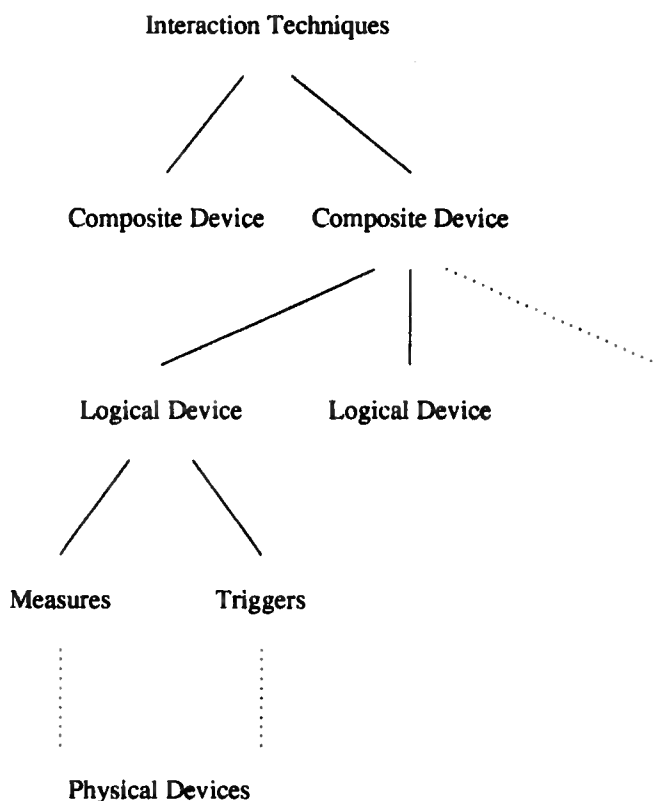 Interaction Techniques
Composite Device Composite Device
Logical Device Logical Device
Measures Triggers
Physical Devices